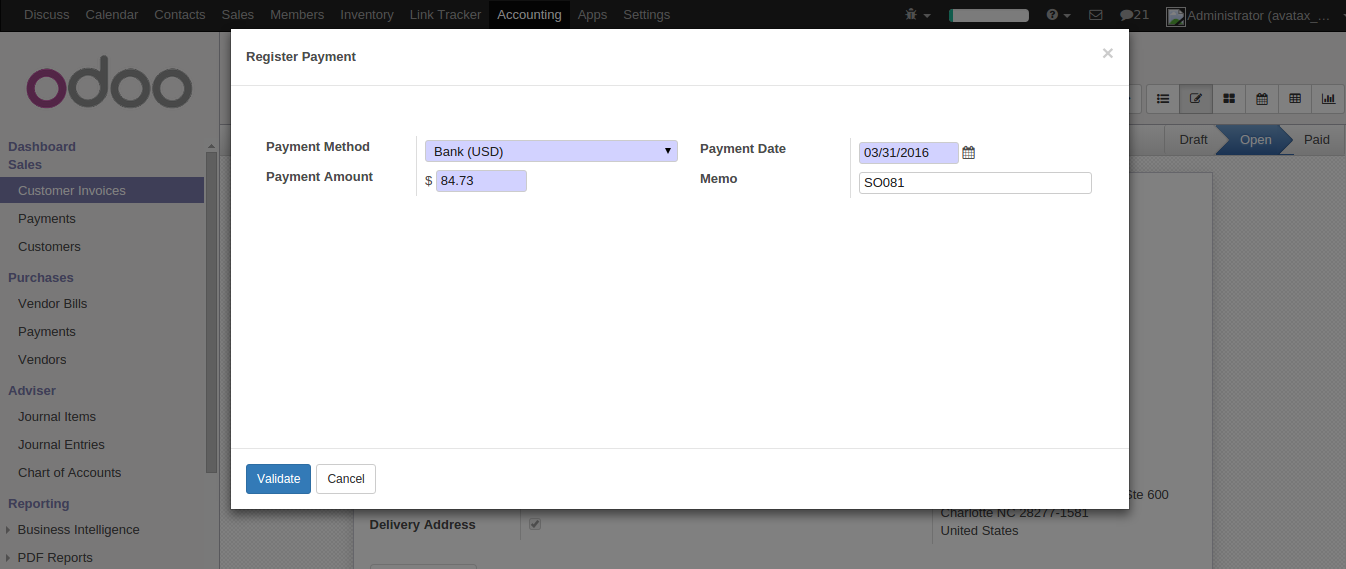 Discuss Calendar Contacts Sales Members Inventory Link Tracker Accounting Apps Settings 21 Administrator (avatax_...
odoo
Register Payment ×
Draft Open Paid
Dashboard
Sales
Customer Invoices
Payments
Customers
Purchases
Vendor Bills
Payments
Vendors
Adviser
Journal Items
Journal Entries
Chart of Accounts
Reporting
Business Intelligence
PDF Reports
Payment Method Bank (USD)
Payment Amount $ 84.73
Payment Date 03/31/2016
Memo SO081
Validate Cancel
Ste 600
Charlotte NC 28277-1581
United States
Delivery Address